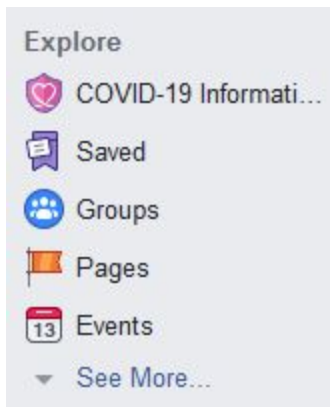 Explore
COVID-19 Informati...
Saved
Groups
Pages
13 Events
See More...